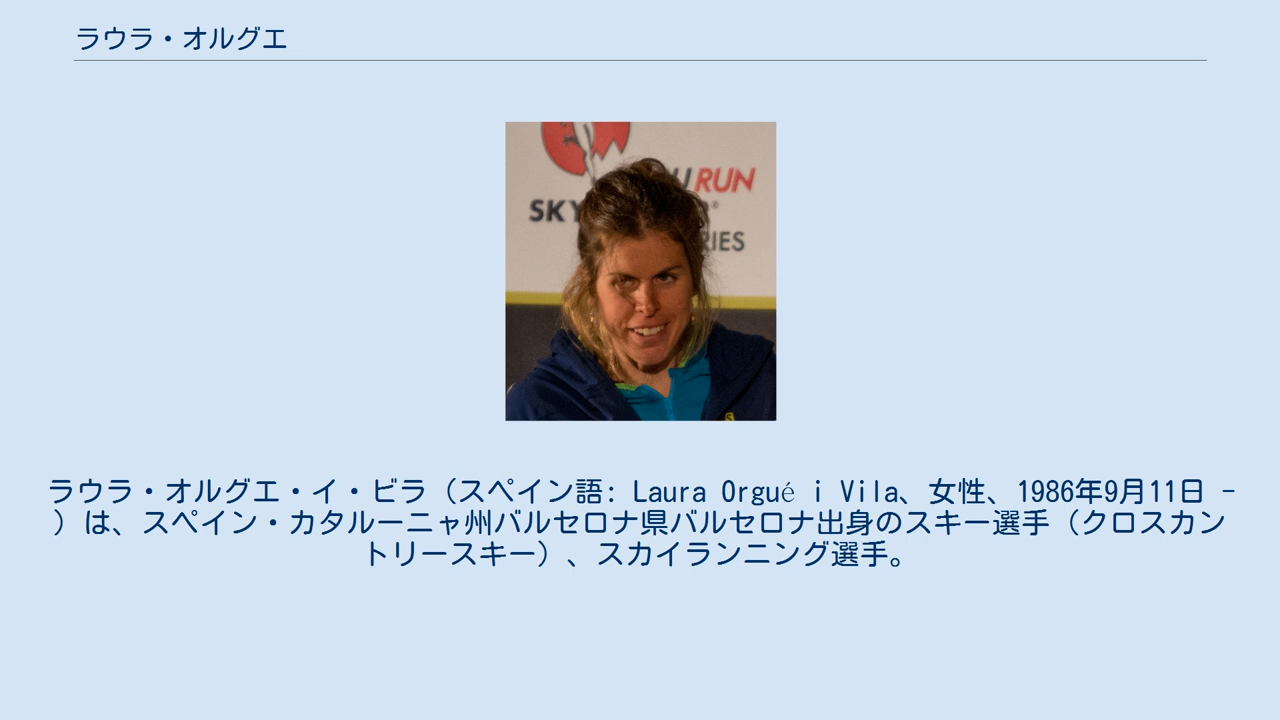 ラウラ・オルグエ
RUN
SKY
RIES
ラウラ・オルグエ・イ・ビラ（スペイン語: Laura Orgué i Vila、女性、1986年9月11日 -
）は、スペイン・カタルーニャ州バルセロナ県バルセロナ出身のスキー選手（クロスカン
トリースキー）、スカイランニング選手。